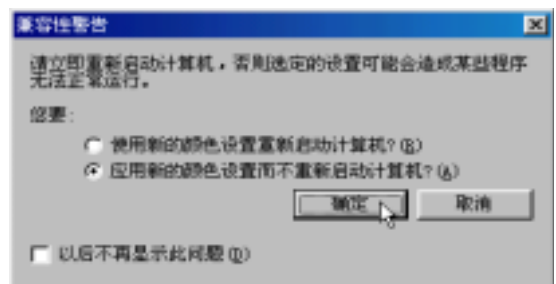 兼容性警告
请立即重新启动计算机，否则选定的设置可能会造成某些程序
无法正常运行。
您要:
使用新的颜色设置重新启动计算机?(R)
应用新的颜色设置而不重新启动计算机?(A)
确定
取消
以后不再显示此问题(D)